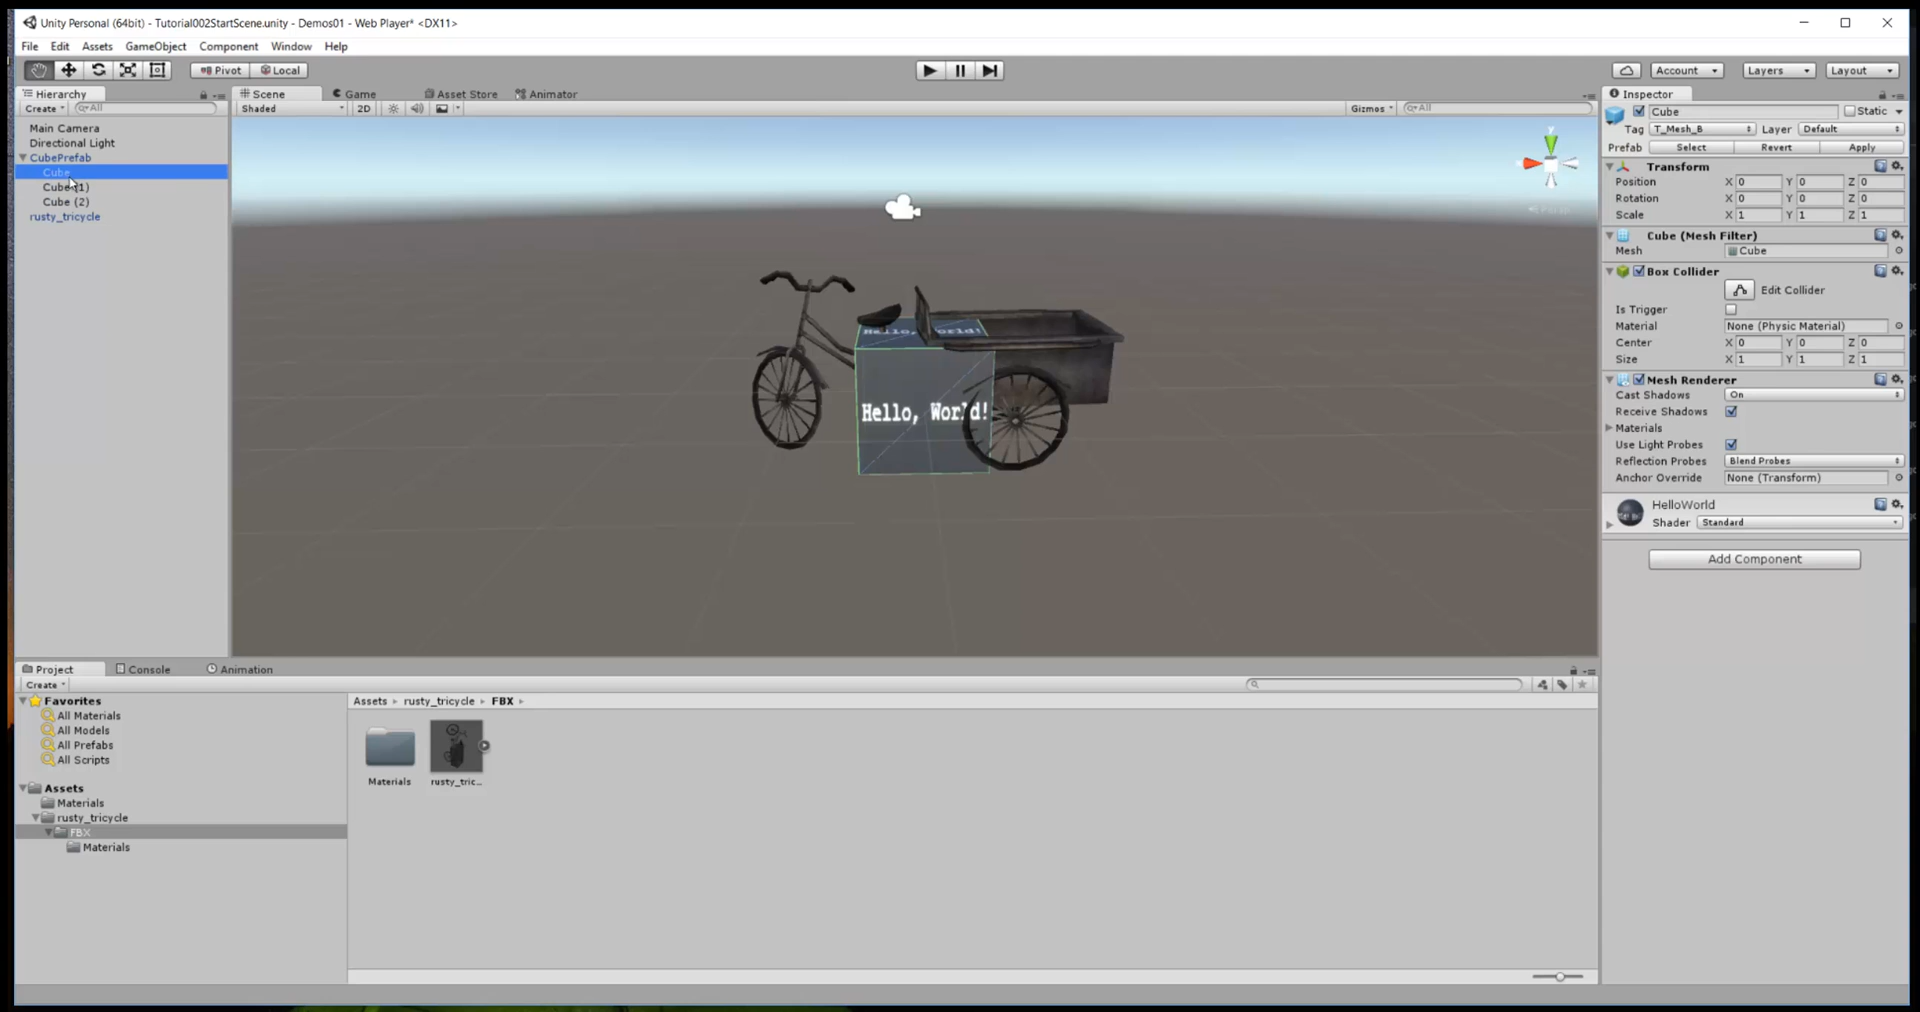 Unity Personal (64bit) - Tutorial002StartScene.unity - Demos01 - Web Player* <DX11>
File Edit Assets GameObject Component Window Help
Pivot Local Account Layers Layout
Hierarchy
Create All
Main Camera
Directional Light
CubePrefab
Cube
Cube (1)
Cube (2)
rusty_tricycle
Scene Game Asset Store Animator
Shaded 2D Gizmos All
Hello, World!
Hello, World!
Inspector
Cube Static
Tag T_Mesh_B Layer Default
Prefab Select Revert Apply
Transform
Position X 0 Y 0 Z 0
Rotation X 0 Y 0 Z 0
Scale X 1 Y 1 Z 1
Cube (Mesh Filter)
Mesh Cube
Box Collider
Edit Collider
Is Trigger
Material None (Physic Material)
Center X 0 Y 0 Z 0
Size X 1 Y 1 Z 1
Mesh Renderer
Cast Shadows On
Receive Shadows
Materials
Use Light Probes
Reflection Probes Blend Probes
Anchor Override None (Transform)
HelloWorld
Shader Standard
Add Component
Project Console Animation
Create
Favorites
All Materials
All Models
All Prefabs
All Scripts
Assets
Materials
rusty_tricycle
FBX
Materials
Assets rusty_tricycle FBX
Materials rusty_tric...